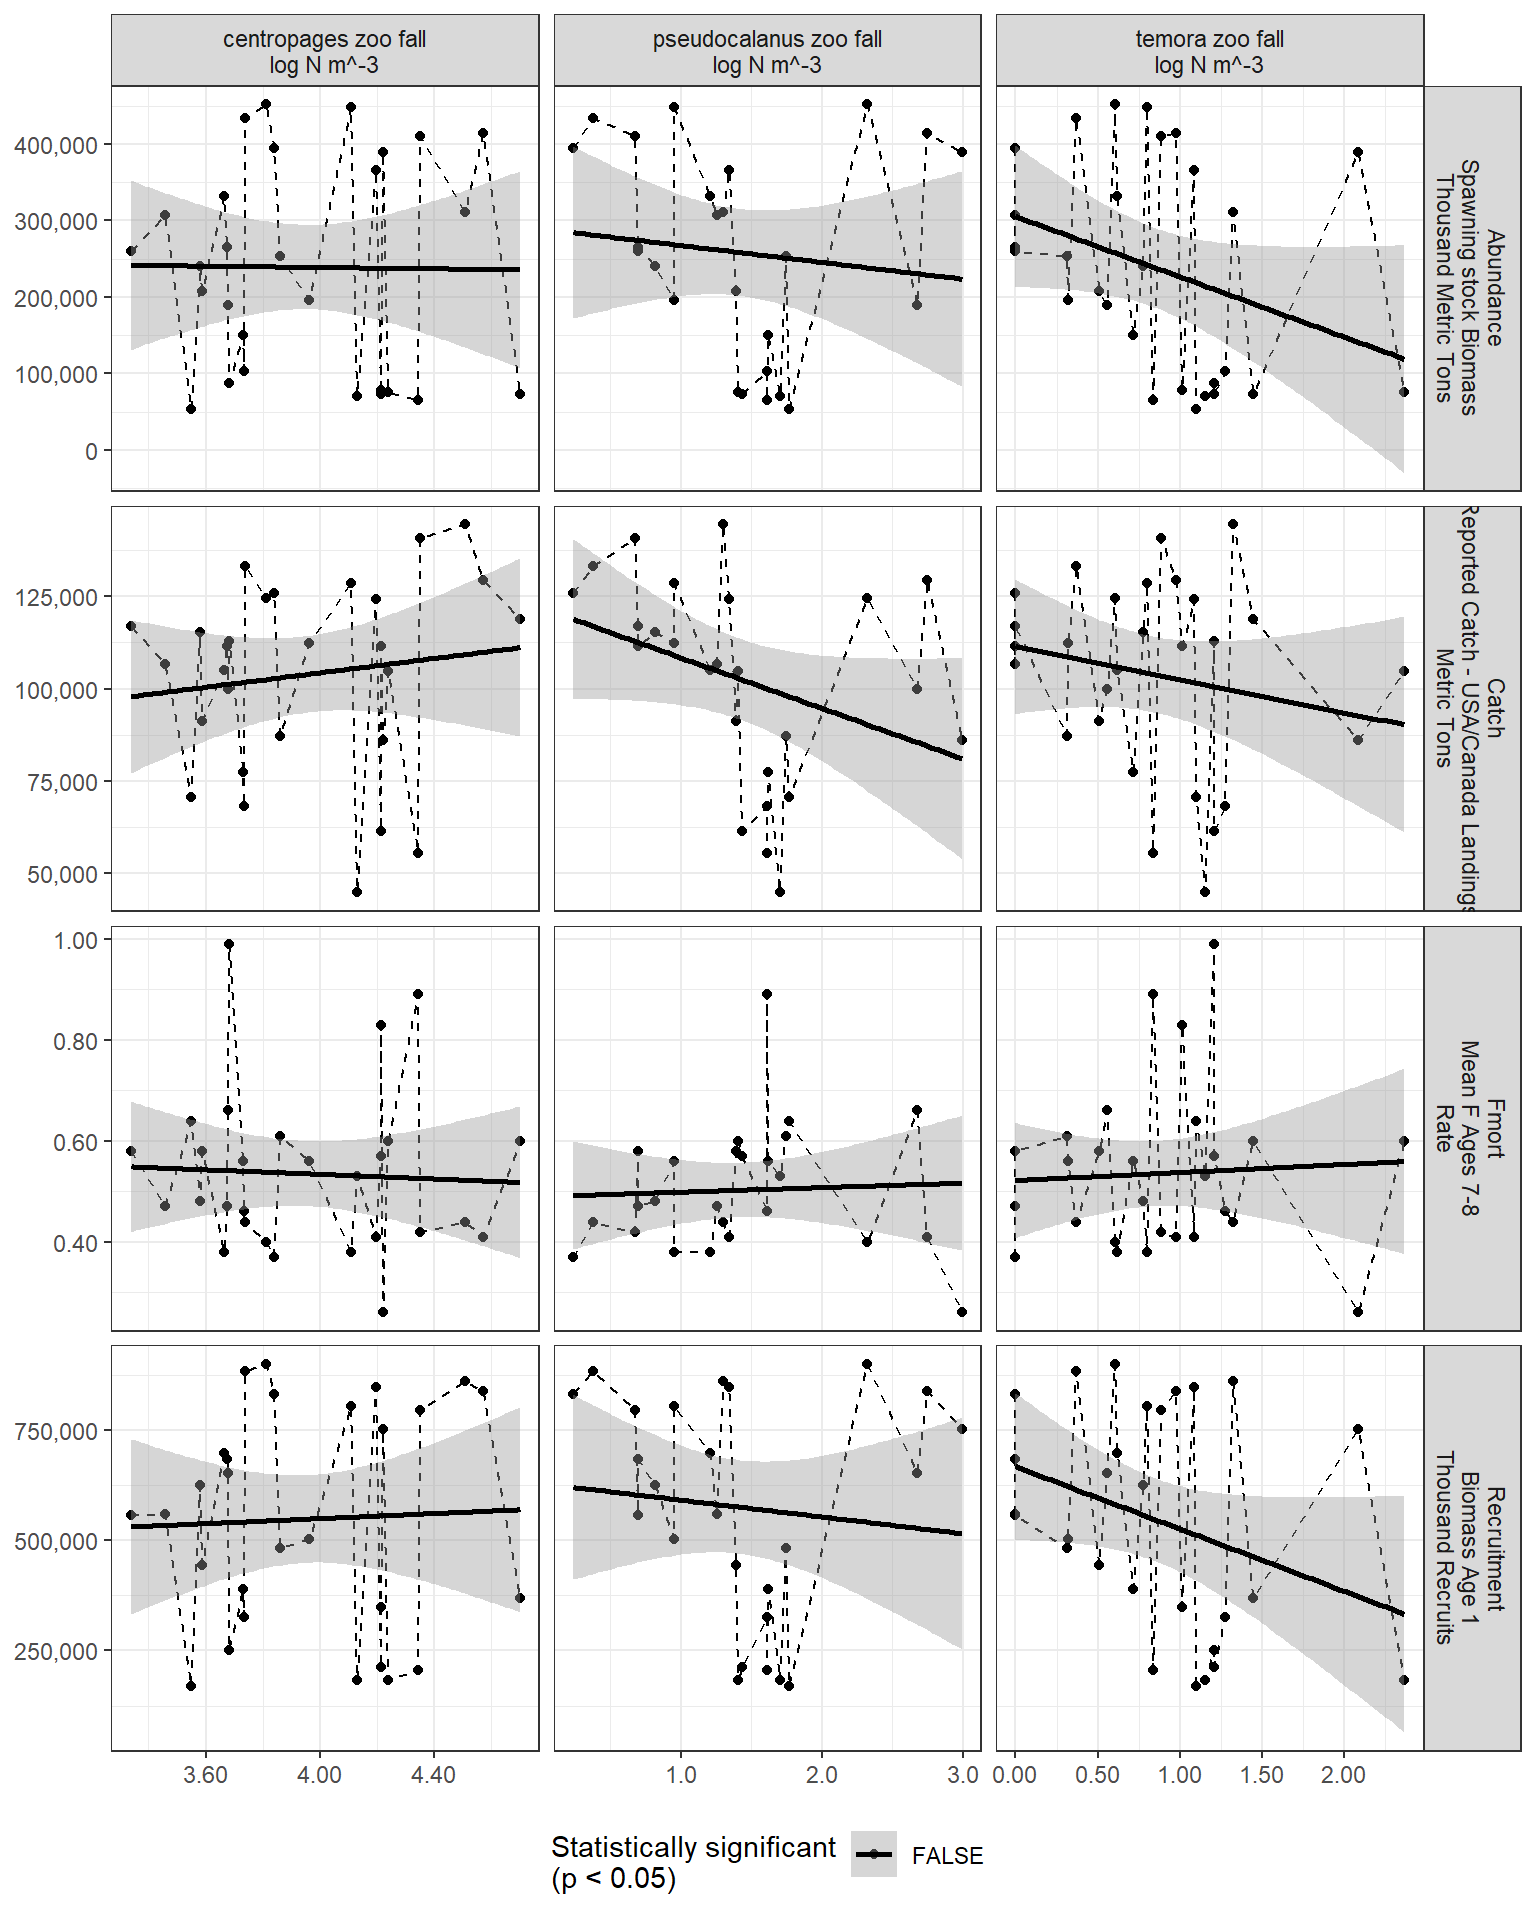 centropages zoo fall
log N m^-3
pseudocalanus zoo fall
log N m^-3
temora zoo fall
log N m^-3
400,000
300,000
200,000
100,000
0
Abundance
Spawning stock Biomass
Thousand Metric Tons
125,000
100,000
75,000
50,000
Catch
Reported Catch - USA/Canada Landings
Metric Tons
1.00
0.80
0.60
0.40
Fmort
Mean F Ages 7-8
Rate
750,000
500,000
250,000
Recruitment
Biomass Age 1
Thousand Recruits
3.60
4.00
4.40
1.0
2.0
3.0
0.00
0.50
1.00
1.50
2.00
Statistically significant
(p < 0.05)
FALSE